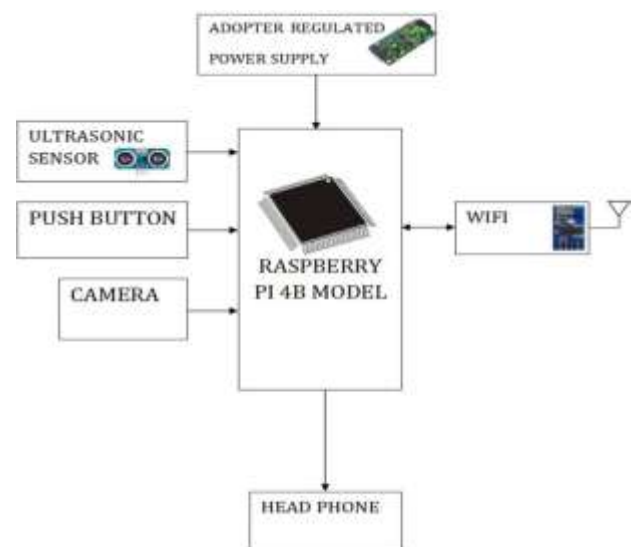 ADOPTER REGULATED
POWER SUPPLY
ULTRASONIC
SENSOR
PUSH BUTTON
CAMERA
RASPBERRY
PI 4B MODEL
WIFI
HEAD PHONE